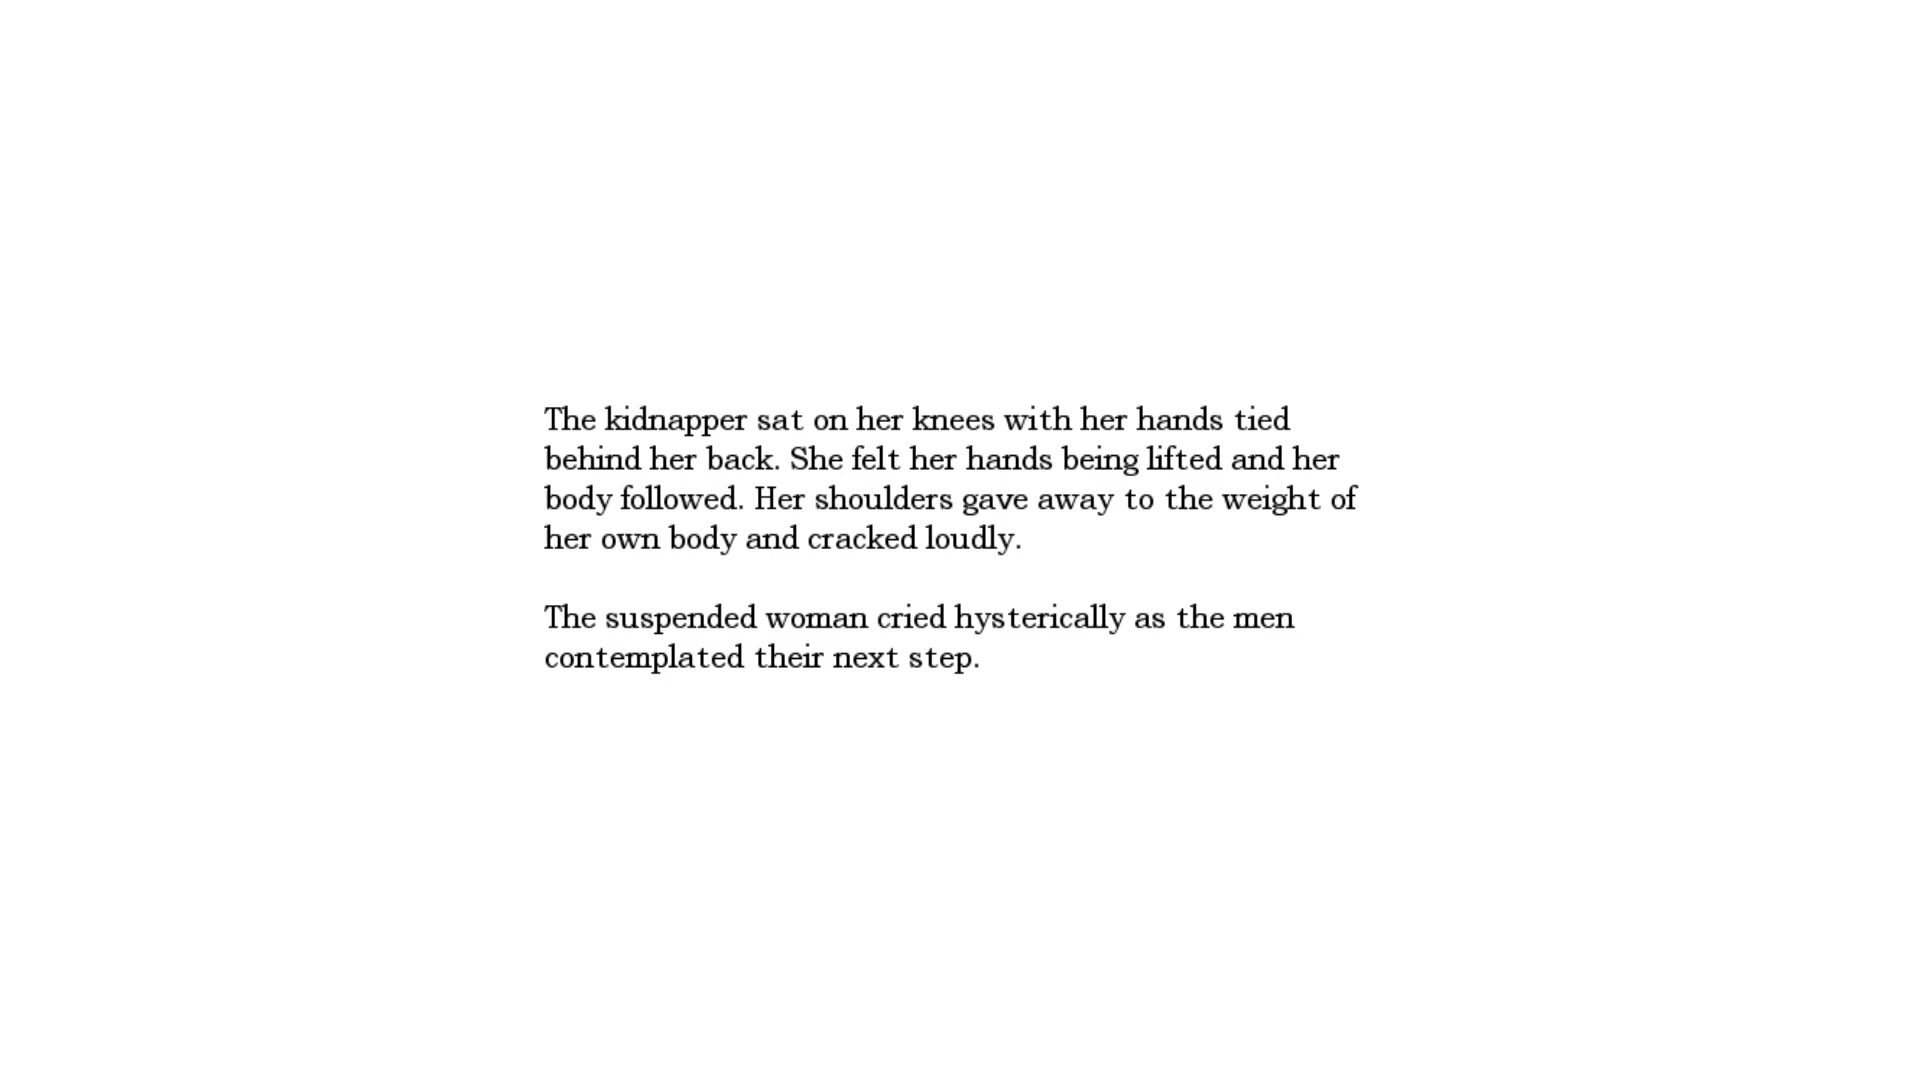 The kidnapper sat on her knees with her hands tied
behind her back. She felt her hands being lifted and her
body followed. Her shoulders gave away to the weight of
her own body and cracked loudly.
The suspended woman cried hysterically as the men
contemplated their next step.